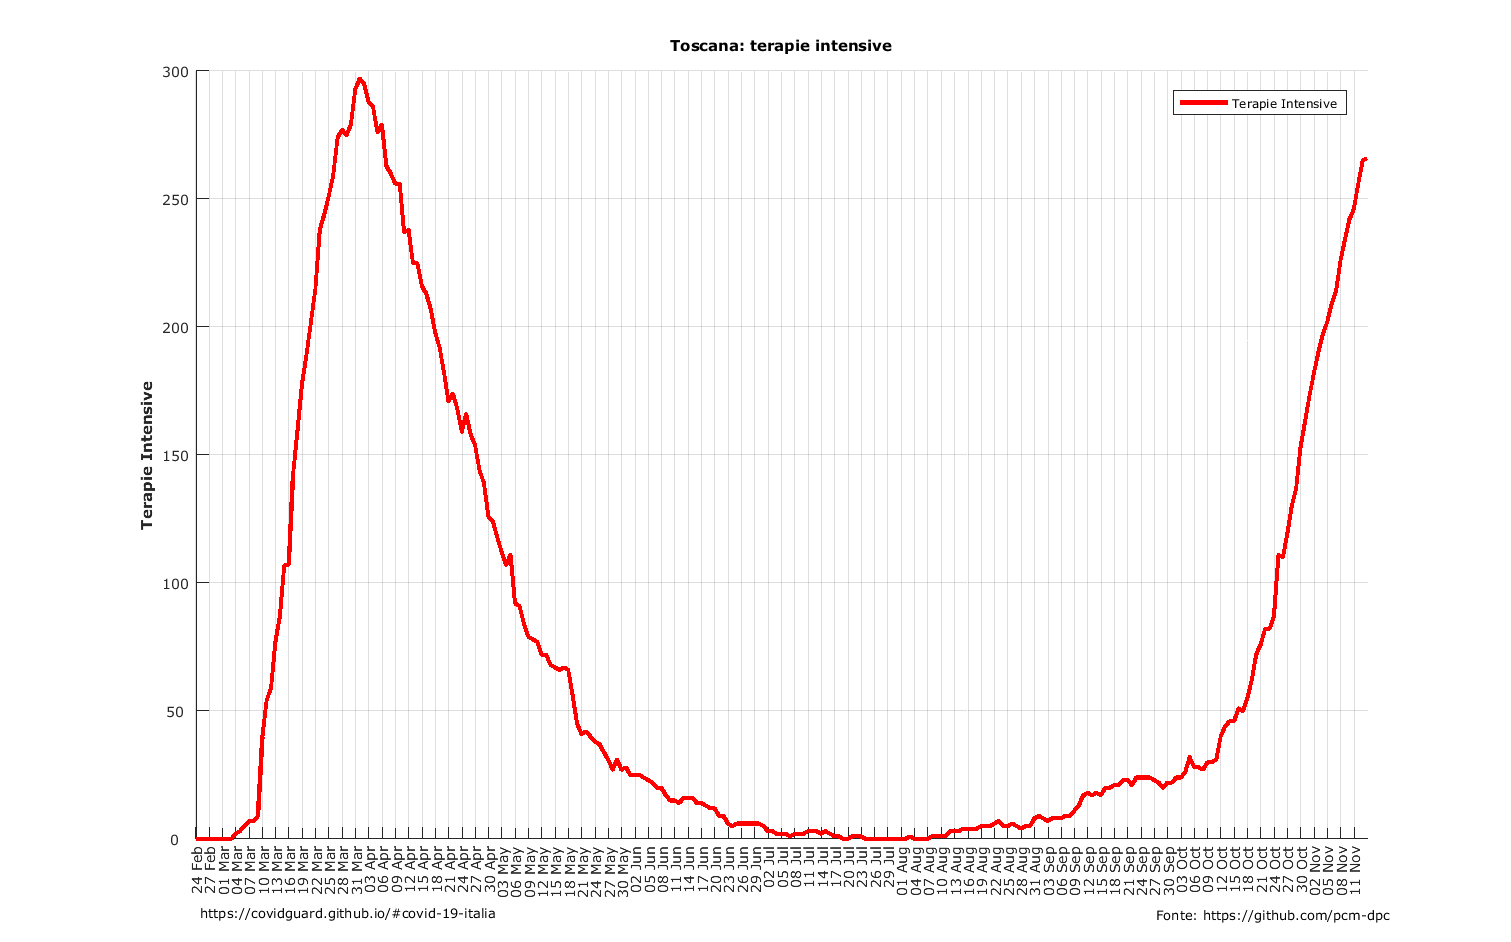 Toscana: terapie intensive
Terapie Intensive
Terapie Intensive
300
250
200
150
100
50
0
24 Feb
27 Feb
01 Mar
04 Mar
07 Mar
10 Mar
13 Mar
16 Mar
19 Mar
22 Mar
25 Mar
28 Mar
31 Mar
03 Apr
06 Apr
09 Apr
12 Apr
15 Apr
18 Apr
21 Apr
24 Apr
27 Apr
30 Apr
03 May
06 May
09 May
12 May
15 May
18 May
21 May
24 May
27 May
30 May
02 Jun
05 Jun
08 Jun
11 Jun
14 Jun
17 Jun
20 Jun
23 Jun
26 Jun
29 Jun
02 Jul
05 Jul
08 Jul
11 Jul
14 Jul
17 Jul
20 Jul
23 Jul
26 Jul
29 Jul
01 Aug
04 Aug
07 Aug
10 Aug
13 Aug
16 Aug
19 Aug
22 Aug
25 Aug
28 Aug
31 Aug
03 Sep
06 Sep
09 Sep
12 Sep
15 Sep
18 Sep
21 Sep
24 Sep
27 Sep
30 Sep
03 Oct
06 Oct
09 Oct
12 Oct
15 Oct
18 Oct
21 Oct
24 Oct
27 Oct
30 Oct
02 Nov
05 Nov
08 Nov
11 Nov
https://covidguard.github.io/#covid-19-italia
Fonte: https://github.com/pcm-dpc